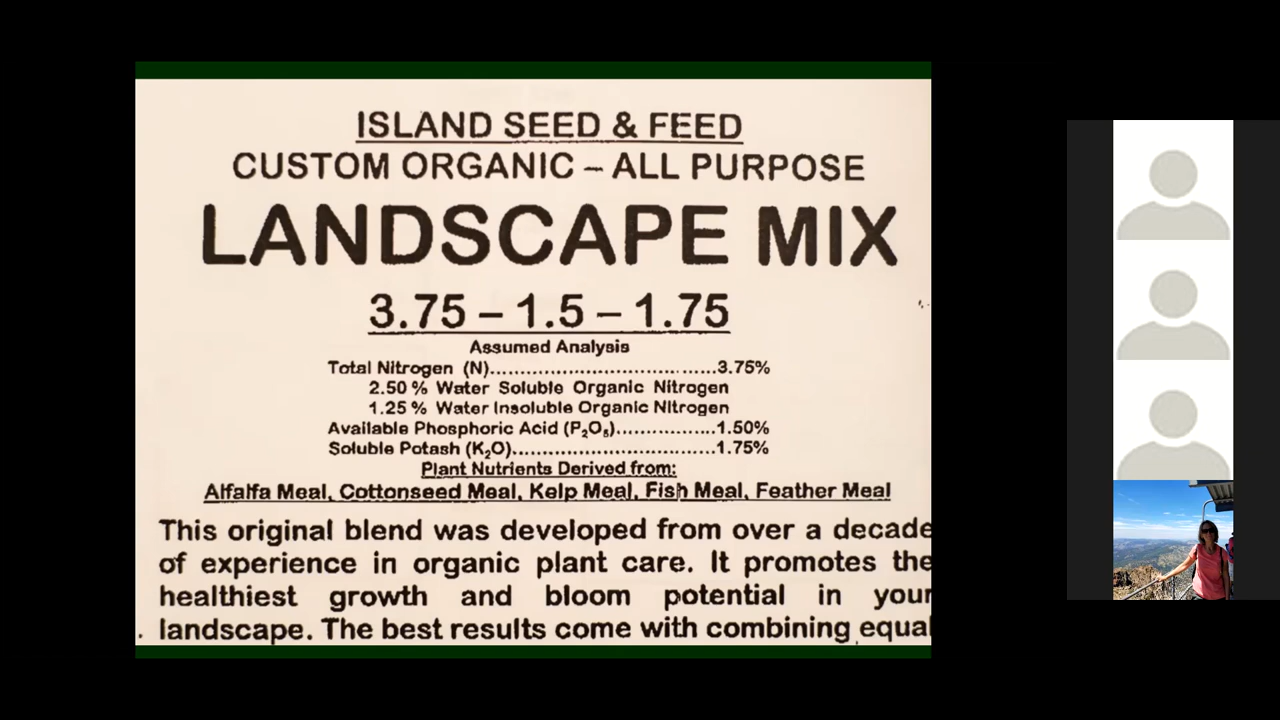 ISLAND SEED & FEED
CUSTOM ORGANIC – ALL PURPOSE
LANDSCAPE MIX
3.75 – 1.5 – 1.75
Assumed Analysis
Total Nitrogen (N)..................................3.75%
2.50 % Water Soluble Organic Nitrogen
1.25 % Water Insoluble Organic Nitrogen
Available Phosphoric Acid (P₂O₅).................1.50%
Soluble Potash (K₂O)..................................1.75%
Plant Nutrients Derived from:
Alfalfa Meal, Cottonseed Meal, Kelp Meal, Fish Meal, Feather Meal
This original blend was developed from over a decade
of experience in organic plant care. It promotes the
healthiest growth and bloom potential in your
landscape. The best results come with combining equal